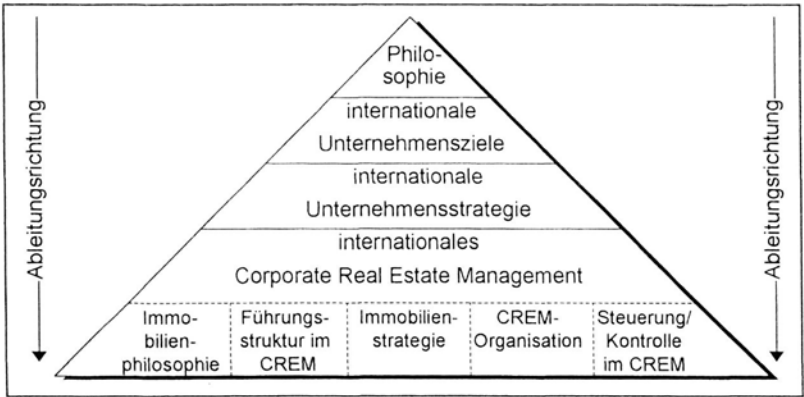 Philo-
sophie
internationale
Unternehmensziele
internationale
Unternehmensstrategie
internationales
Corporate Real Estate Management
Immo-
bilien-
philosophie
Führungs-
struktur im
CREM
Immobilien-
strategie
CREM-
Organisation
Steuerung/
Kontrolle
im CREM
Ableitungsrichtung
Ableitungsrichtung